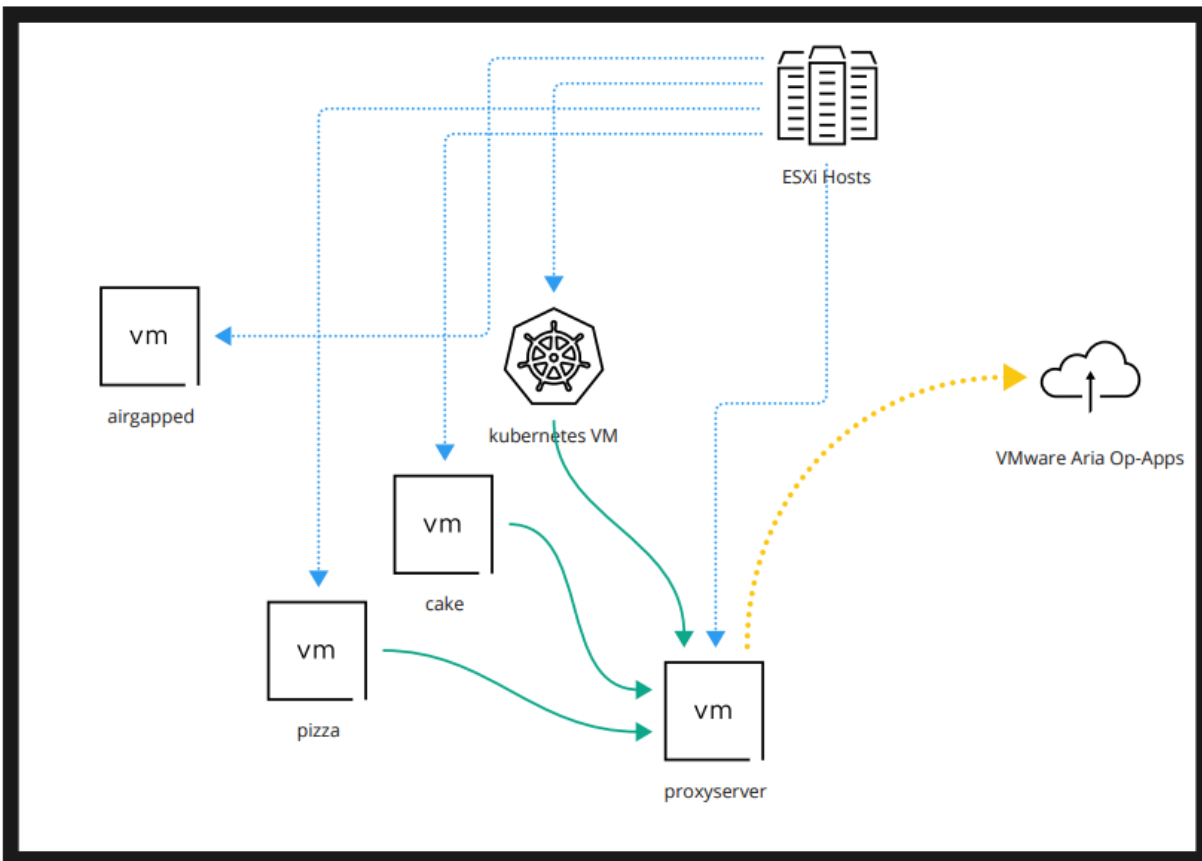 ESXi Hosts
vm
airgapped
kubernetes VM
VMware Aria Op-Apps
vm
cake
vm
pizza
vm
proxyserver